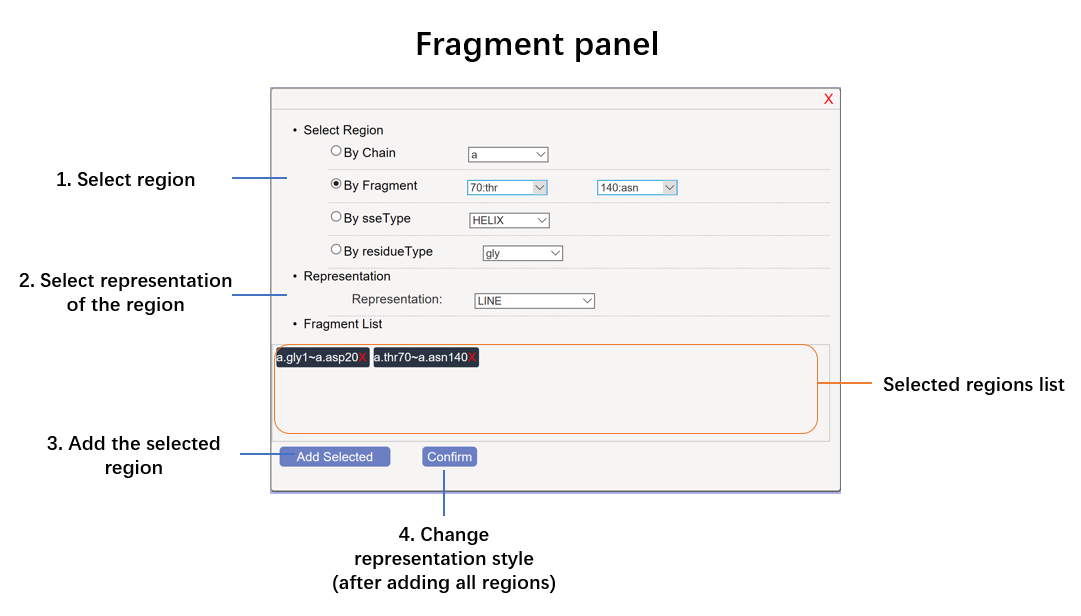 Fragment panel
X
• Select Region
By Chain a
1. Select region
By Fragment 70:thr 140:asn
By sseType HELIX
By residueType gly
2. Select representation
of the region
• Representation
Representation: LINE
• Fragment List
a.gly1~a.asp20X a.thr70~a.asn140X
Selected regions list
3. Add the selected
region
Add Selected Confirm
4. Change
representation style
(after adding all regions)